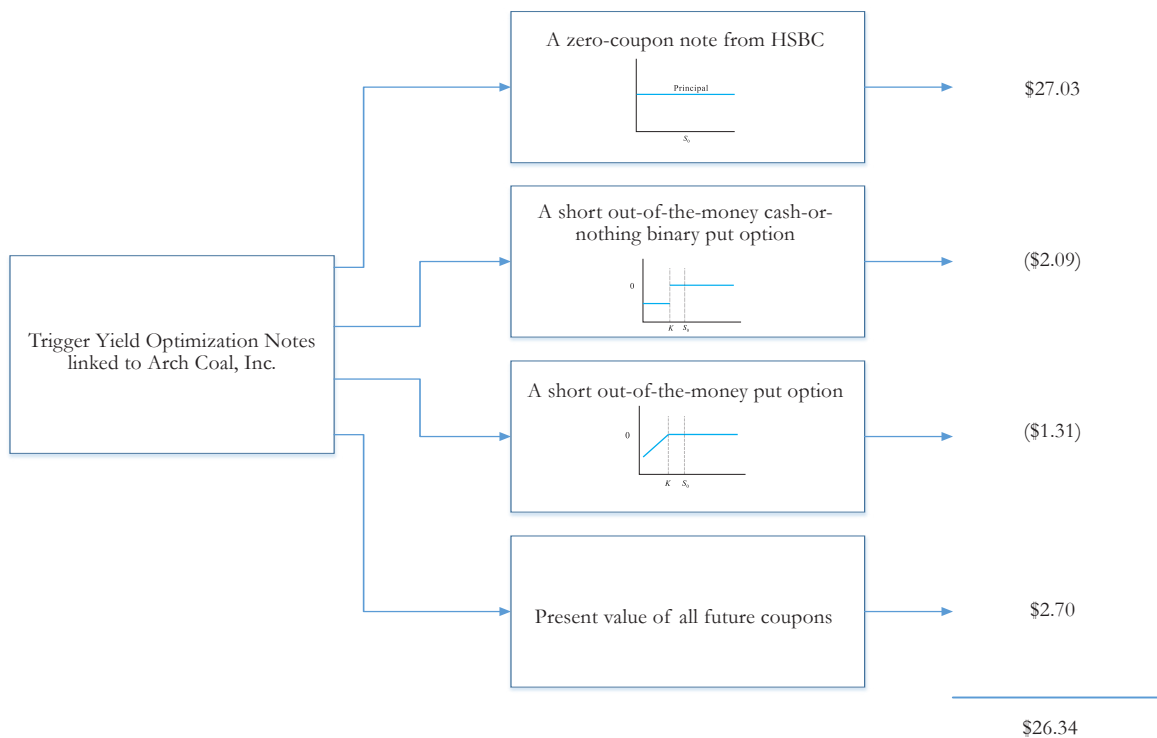 A zero-coupon note from HSBC
Principal
S₀
$27.03
A short out-of-the-money cash-or-
nothing binary put option
0
K S₀
($2.09)
Trigger Yield Optimization Notes
linked to Arch Coal, Inc.
A short out-of-the-money put option
0
K S₀
($1.31)
Present value of all future coupons
$2.70
$26.34